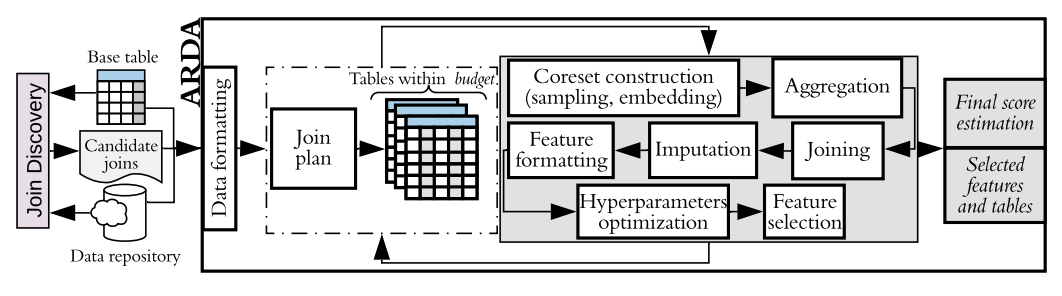 Join Discovery
Base table
Candidate
joins
Data repository
ARDA
Data formatting
Join
plan
Tables within budget
Coreset construction
(sampling, embedding)
Aggregation
Feature
formatting
Imputation
Joining
Hyperparameters
optimization
Feature
selection
Final score
estimation
Selected
features
and tables